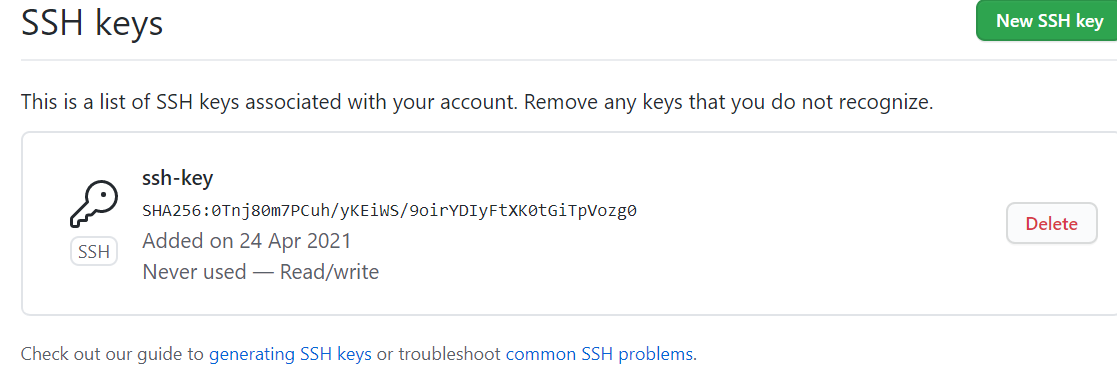 SSH keys
New SSH key
This is a list of SSH keys associated with your account. Remove any keys that you do not recognize.
ssh-key
SHA256:0Tnj80m7PCuh/yKEiWS/9oirYDIyFtXK0tGiTpVozg0
Added on 24 Apr 2021
Never used — Read/write
SSH
Delete
Check out our guide to generating SSH keys or troubleshoot common SSH problems.